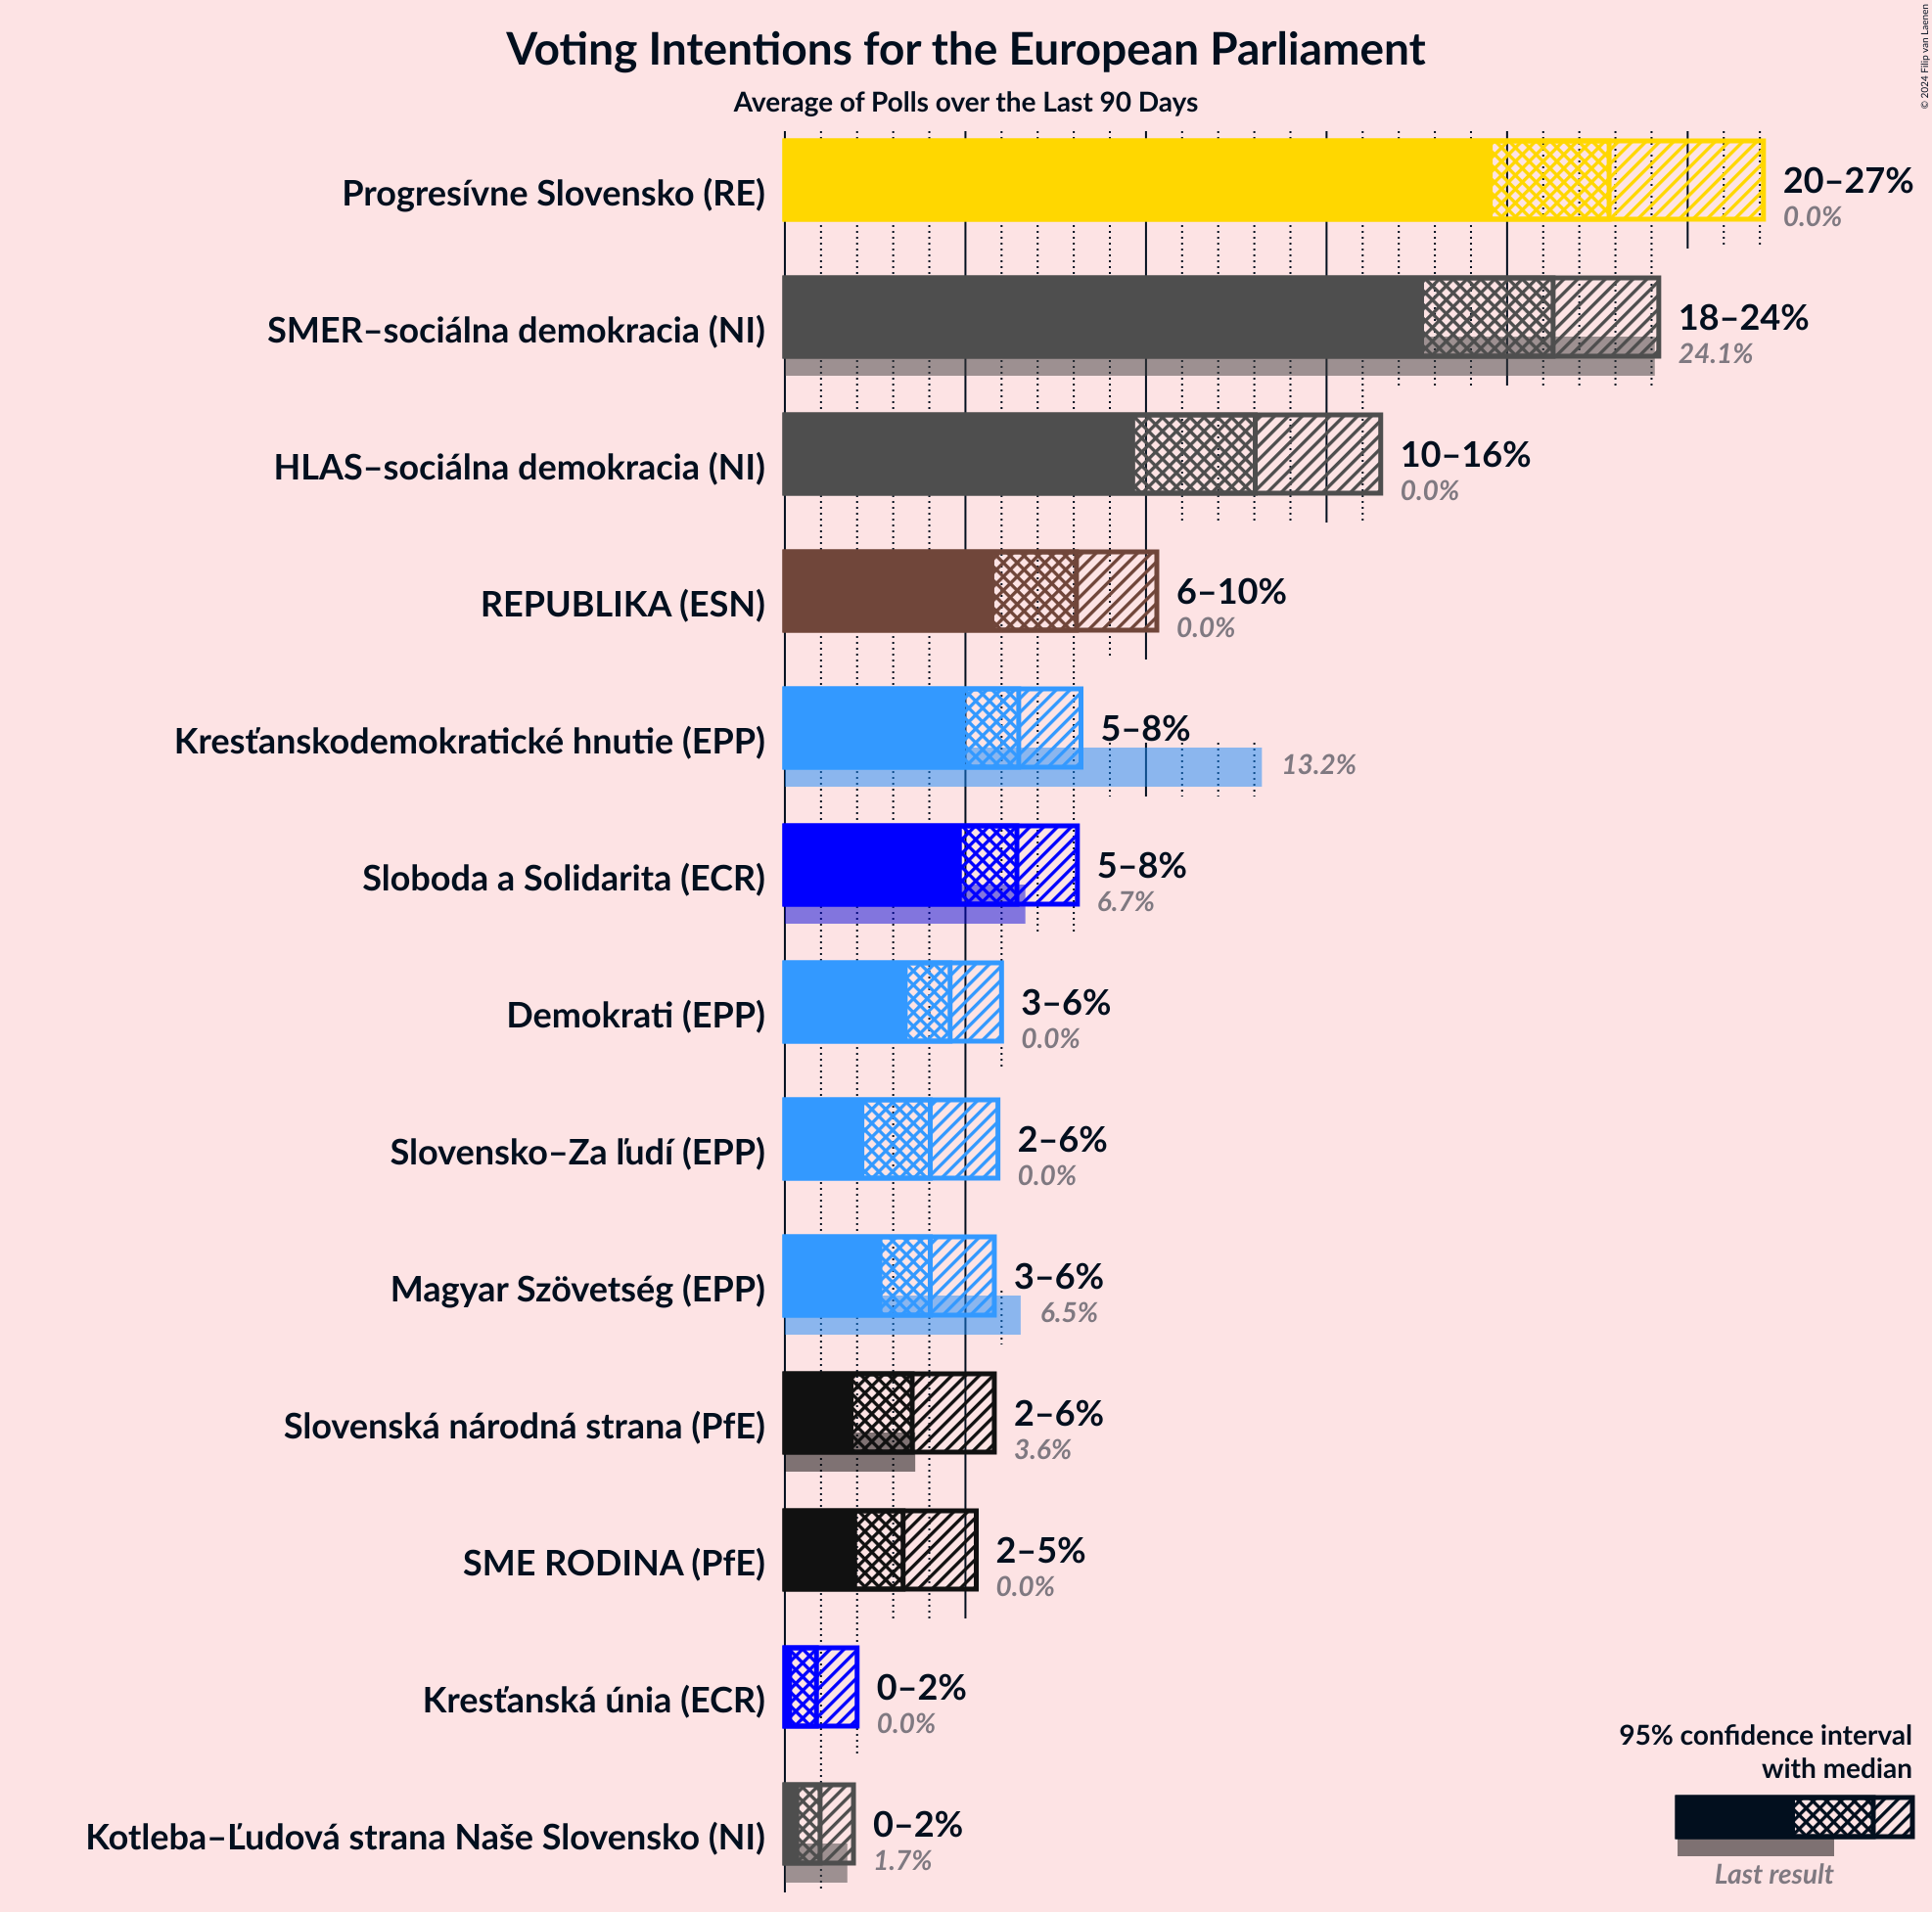 Voting Intentions for the European Parliament
Average of Polls over the Last 90 Days
© 2024 Filip van Laenen
Progresívne Slovensko (RE)
20–27%
0.0%
SMER–sociálna demokracia (NI)
18–24%
24.1%
HLAS–sociálna demokracia (NI)
10–16%
0.0%
REPUBLIKA (ESN)
6–10%
0.0%
Kresťanskodemokratické hnutie (EPP)
5–8%
13.2%
Sloboda a Solidarita (ECR)
5–8%
6.7%
Demokrati (EPP)
3–6%
0.0%
Slovensko–Za ľudí (EPP)
2–6%
0.0%
Magyar Szövetség (EPP)
3–6%
6.5%
Slovenská národná strana (PfE)
2–6%
3.6%
SME RODINA (PfE)
2–5%
0.0%
Kresťanská únia (ECR)
0–2%
0.0%
Kotleba–Ľudová strana Naše Slovensko (NI)
0–2%
1.7%
95% confidence interval
with median
Last result